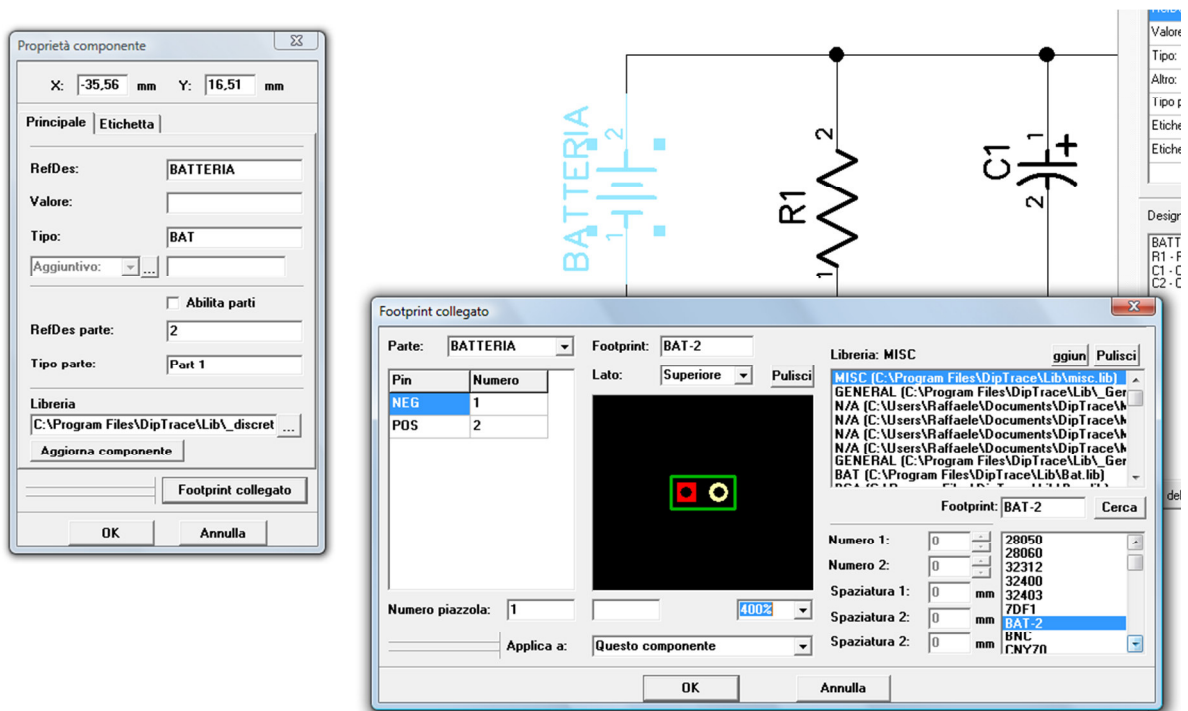 Proprietà componente
X: -35,56 mm Y: 16,51 mm
Principale Etichetta
RefDes: BATTERIA
Valore:
Tipo: BAT
Aggiuntivo: ...
Abilita parti
RefDes parte: 2
Tipo parte: Part 1
Libreria
C:\Program Files\DipTrace\Lib\_discret ...
Aggiorna componente
Footprint collegato
OK Annulla
BATTERIA
2
1
R1
2
1
C1
1
+
2
Valore
Tipo:
Altro:
Tipo p
Etiche
Etiche
Design
BATT
R1 - F
C1 - C
C2 - C
Footprint collegato
Parte: BATTERIA
Footprint: BAT-2
Lato: Superiore Pulisci
Pin Numero
NEG 1
POS 2
Numero piazzola: 1
400%
Applica a: Questo componente
Libreria: MISC ggiun Pulisci
MISC (C:\Program Files\DipTrace\Lib\misc.lib)
GENERAL (C:\Program Files\DipTrace\Lib\_Ger
N/A (C:\Users\Raffaele\Documents\DipTrace\M
N/A (C:\Users\Raffaele\Documents\DipTrace\M
N/A (C:\Users\Raffaele\Documents\DipTrace\M
N/A (C:\Users\Raffaele\Documents\DipTrace\M
GENERAL (C:\Program Files\DipTrace\Lib\_Ger
BAT (C:\Program Files\DipTrace\Lib\Bat.lib)
Footprint: BAT-2 Cerca
Numero 1: 0
Numero 2: 0
Spaziatura 1: 0 mm
Spaziatura 2: 0 mm
Spaziatura 2: 0 mm
28050
28060
32312
32400
32403
7DF1
BAT-2
BNC
CNY70
OK Annulla
del